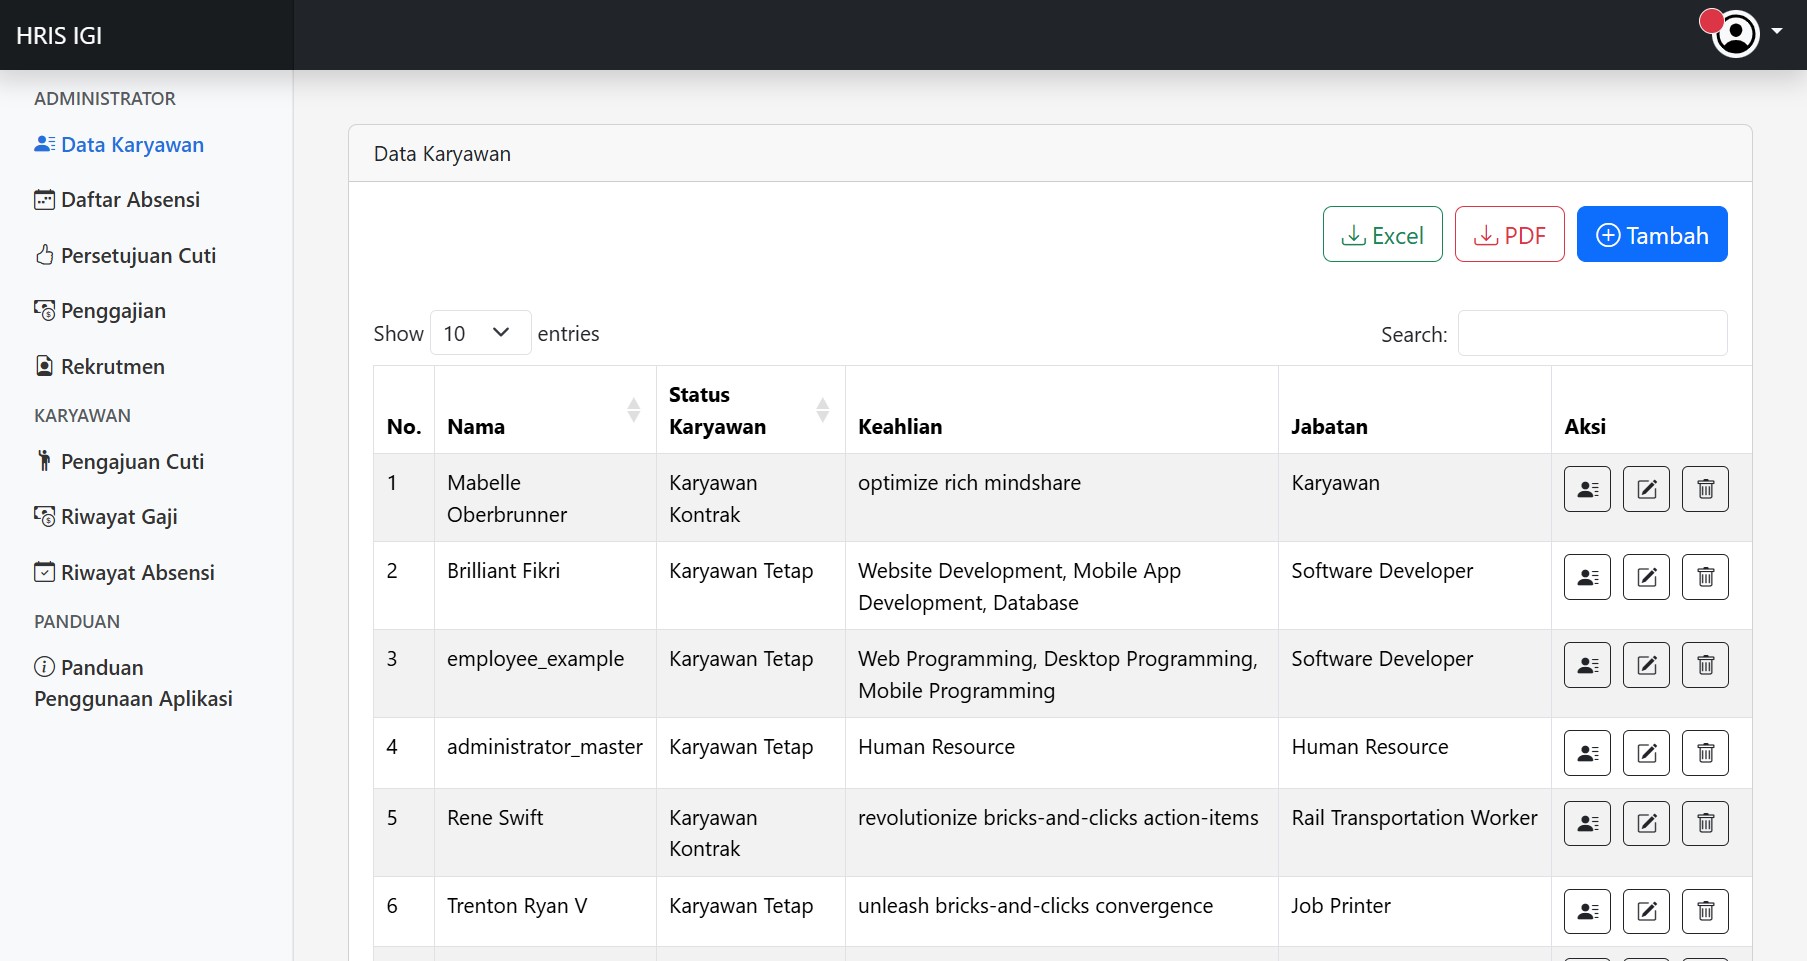 HRIS IGI
ADMINISTRATOR
Data Karyawan
Daftar Absensi
Persetujuan Cuti
Penggajian
Rekrutmen
KARYAWAN
Pengajuan Cuti
Riwayat Gaji
Riwayat Absensi
PANDUAN
Panduan
Penggunaan Aplikasi
Data Karyawan
Excel PDF Tambah
Show 10 entries Search:
No. Nama Status Karyawan Keahlian Jabatan Aksi
1 Mabelle Oberbrunner Karyawan Kontrak optimize rich mindshare Karyawan
2 Brilliant Fikri Karyawan Tetap Website Development, Mobile App Development, Database Software Developer
3 employee_example Karyawan Tetap Web Programming, Desktop Programming, Mobile Programming Software Developer
4 administrator_master Karyawan Tetap Human Resource Human Resource
5 Rene Swift Karyawan Kontrak revolutionize bricks-and-clicks action-items Rail Transportation Worker
6 Trenton Ryan V Karyawan Tetap unleash bricks-and-clicks convergence Job Printer